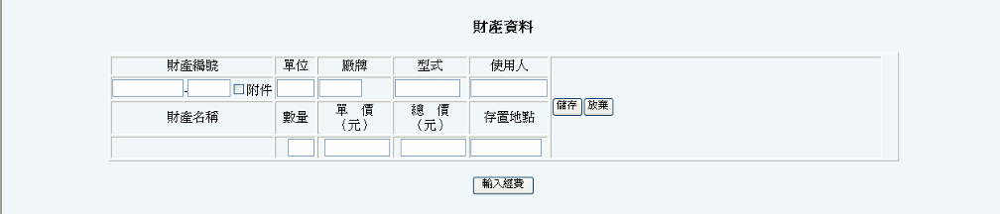 財產資料
財產編號 單位 廠牌 型式 使用人
- 附件
儲存 放棄
財產名稱 數量 單 價（元） 總 價（元） 存置地點
輸入經費